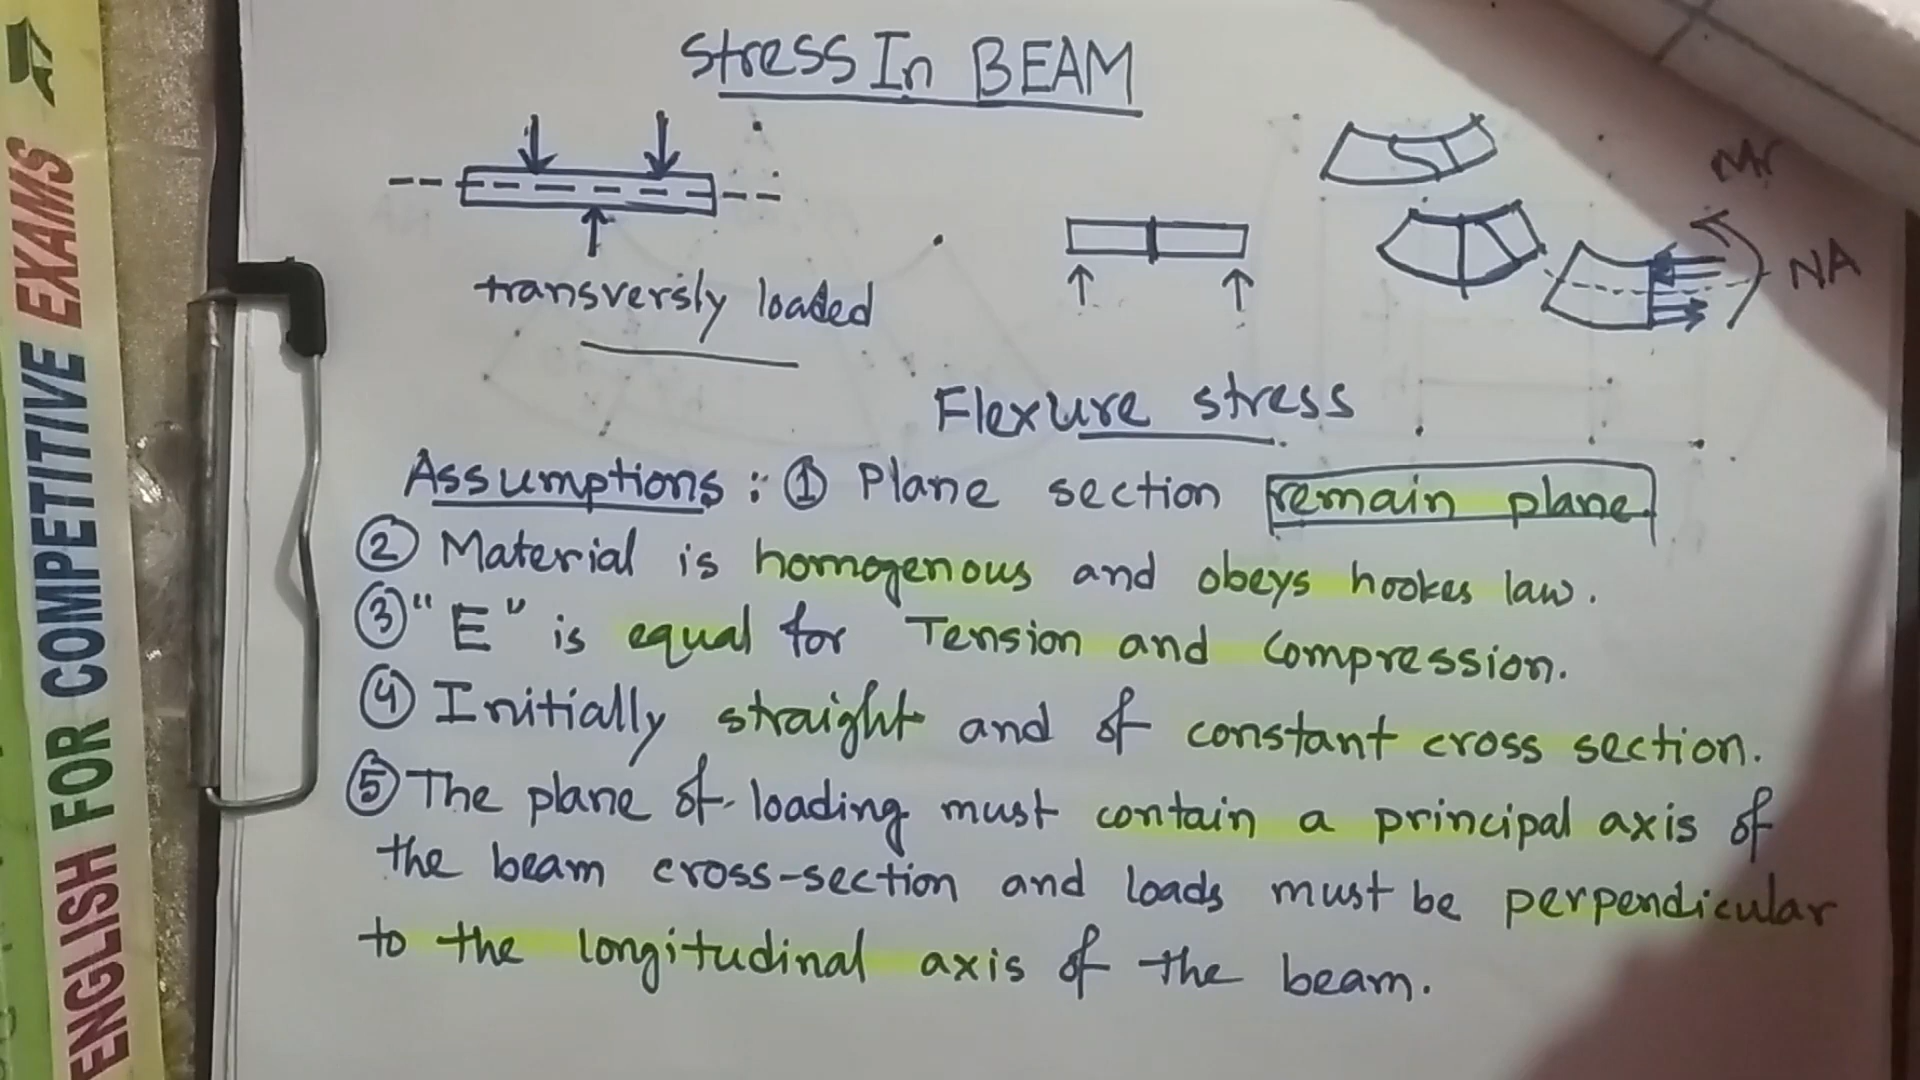 Stress In BEAM
transversly loaded
Mr
NA
Flexure stress
Assumptions : ① Plane section remain plane.
② Material is homogenous and obeys hookes law.
③ "E" is equal for Tension and Compression.
④ Initially straight and of constant cross section.
⑤ The plane of loading must contain a principal axis of
the beam cross-section and loads must be perpendicular
to the longitudinal axis of the beam.
ENGLISH FOR COMPETITIVE EXAMS